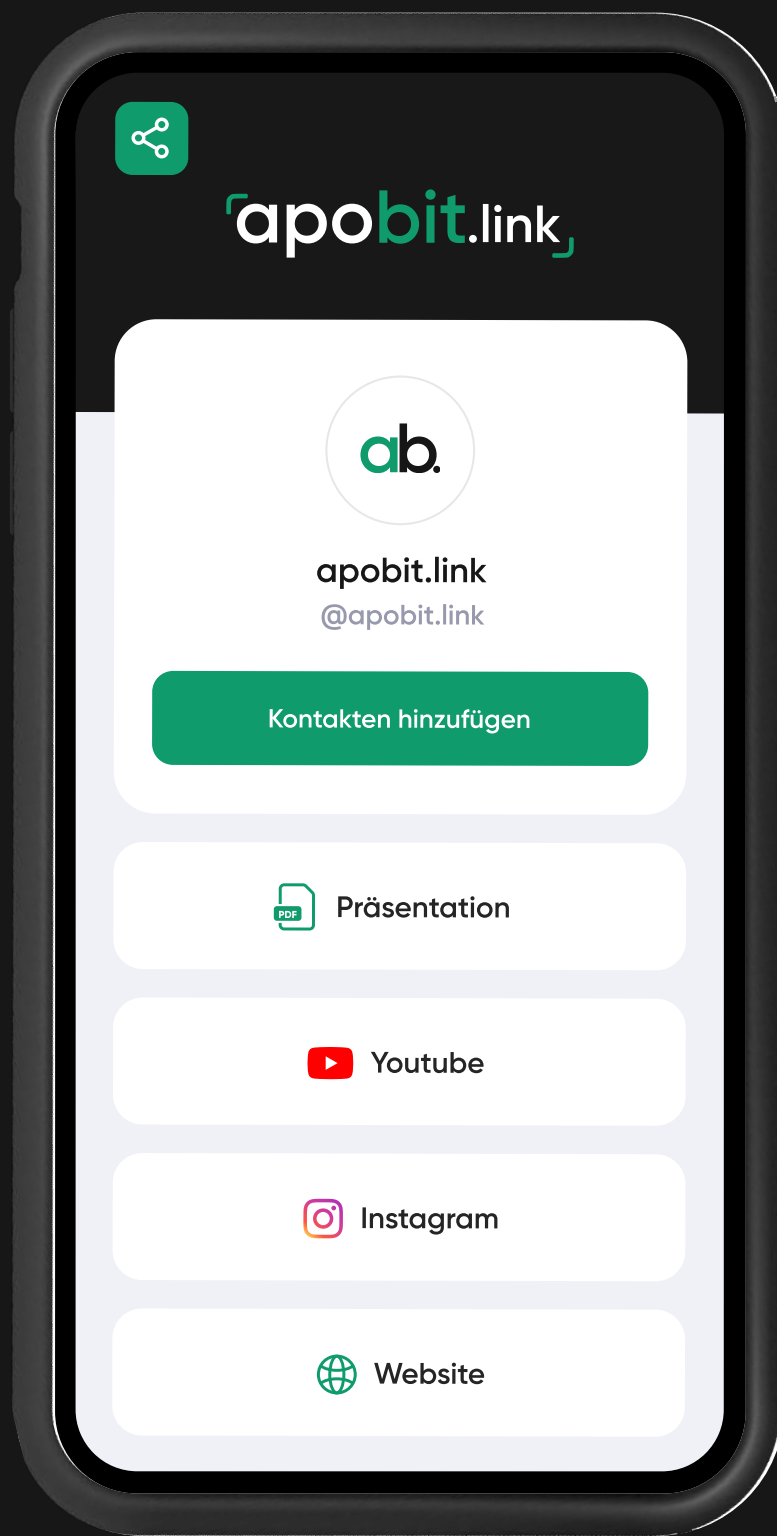 apobit.link
ab.
apobit.link
@apobit.link
Kontakten hinzufügen
PDF
Präsentation
Youtube
Instagram
Website